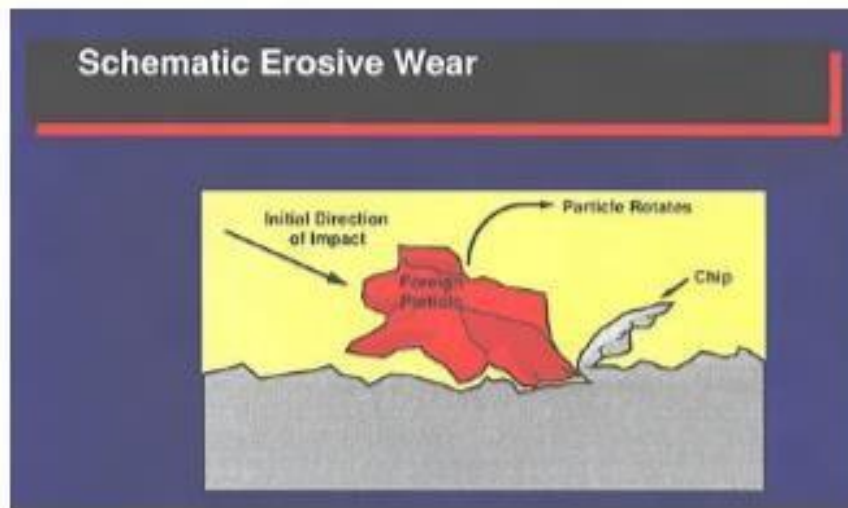 Schematic Erosive Wear
Initial Direction
of Impact
Particle Rotates
Foreign
Particle
Chip